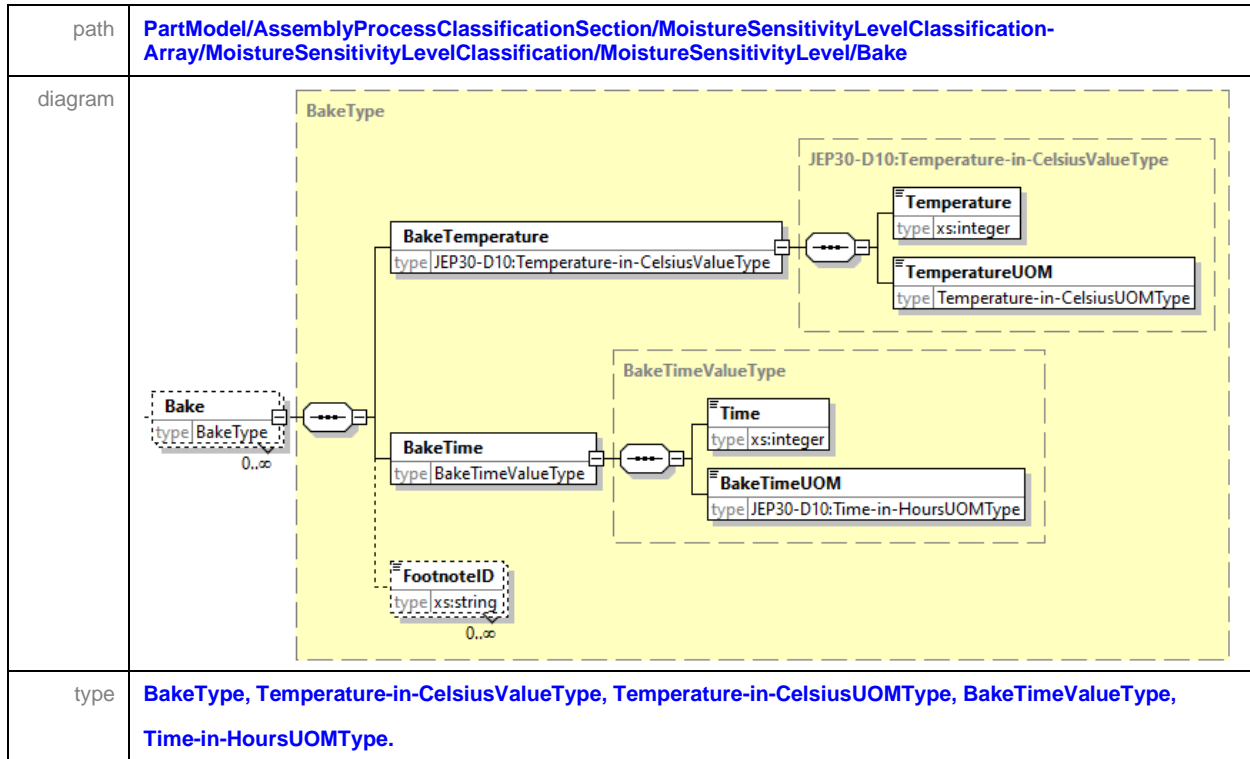 path
PartModel/AssemblyProcessClassificationSection/MoistureSensitivityLevelClassification-
Array/MoistureSensitivityLevelClassification/MoistureSensitivityLevel/Bake
diagram
BakeType
JEP30-D10:Temperature-in-CelsiusValueType
Temperature
type xs:integer
BakeTemperature
type JEP30-D10:Temperature-in-CelsiusValueType
TemperatureUOM
type Temperature-in-CelsiusUOMType
BakeTimeValueType
Bake
type BakeType
0..∞
Time
type xs:integer
BakeTime
type BakeTimeValueType
BakeTimeUOM
type JEP30-D10:Time-in-HoursUOMType
FootnoteID
type xs:string
0..∞
type
BakeType, Temperature-in-CelsiusValueType, Temperature-in-CelsiusUOMType, BakeTimeValueType,
Time-in-HoursUOMType.